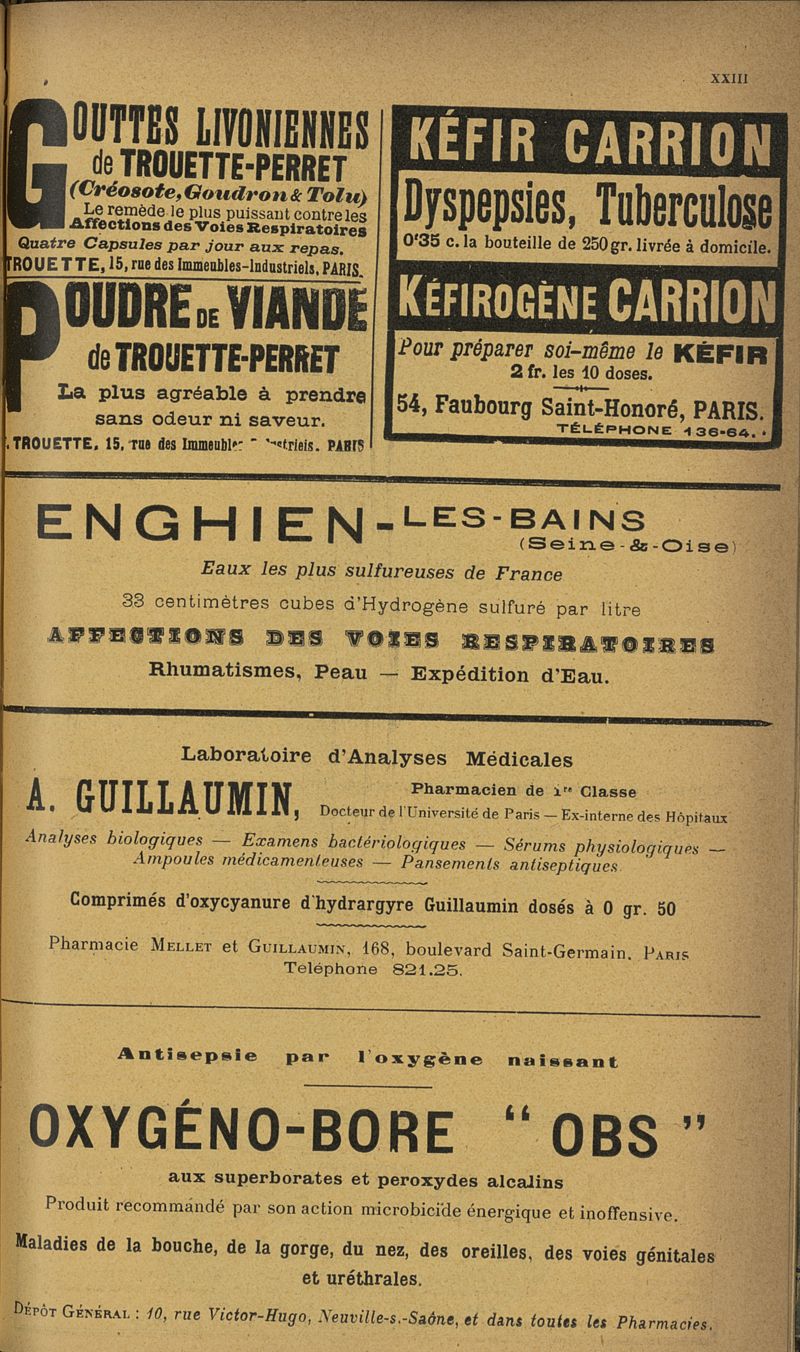 XXIII
GOUTTES LIVONIENNES
de TROUETTE-PERRET
(Créosote, Goudron & Tolu)
Le remède le plus puissant contre les
Affections des Voies Respiratoires
Quatre Capsules par jour aux repas.
TROUETTE, 15, rue des Immeubles-Industriels, PARIS.
POUDRE DE VIANDE
de TROUETTE-PERRET
La plus agréable à prendre
sans odeur ni saveur.
TROUETTE, 15, rue des PARIS
KÉFIR CARRION
Dyspepsies, Tuberculose
0'35 c. la bouteille de 250 gr. livrée à domicile.
KÉFIROGÈNE CARRION
Pour préparer soi-même le KÉFIR
2 fr. les 10 doses.
54, Faubourg Saint-Honoré, PARIS.
TÉLÉPHONE 136-64.
ENGHIEN-LES-BAINS
(Seine-&-Oise)
Eaux les plus sulfureuses de France
33 centimètres cubes d'Hydrogène sulfuré par litre
AFFECTIONS DES VOIES RESPIRATOIRES
Rhumatismes, Peau — Expédition d'Eau.
Laboratoire d'Analyses Médicales
A. GUILLAUMIN,
Pharmacien de 1re Classe
Docteur de l'Université de Paris — Ex-interne des Hôpitaux
Analyses biologiques — Examens bactériologiques — Sérums physiologiques —
Ampoules médicamenteuses — Pansements antiseptiques
Comprimés d'oxycyanure d'hydrargyre Guillaumin dosés à 0 gr. 50
Pharmacie MELLET et GUILLAUMIN, 168, boulevard Saint-Germain. PARIS
Teléphone 821.25.
Antisepsie par l'oxygène naissant
OXYGÉNO-BORE “ OBS ”
aux superborates et peroxydes alcalins
Produit recommandé par son action microbicide énergique et inoffensive.
Maladies de la bouche, de la gorge, du nez, des oreilles, des voies génitales
et uréthrales.
DÉPÔT GÉNÉRAL : 10, rue Victor-Hugo, Neuville-s.-Saône, et dans toutes les Pharmacies.